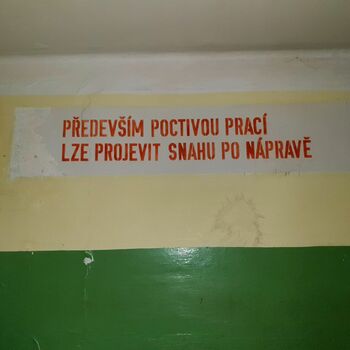 PŘEDEVŠÍM POCTIVOU PRACÍ
LZE PROJEVIT SNAHU PO NÁPRAVĚ